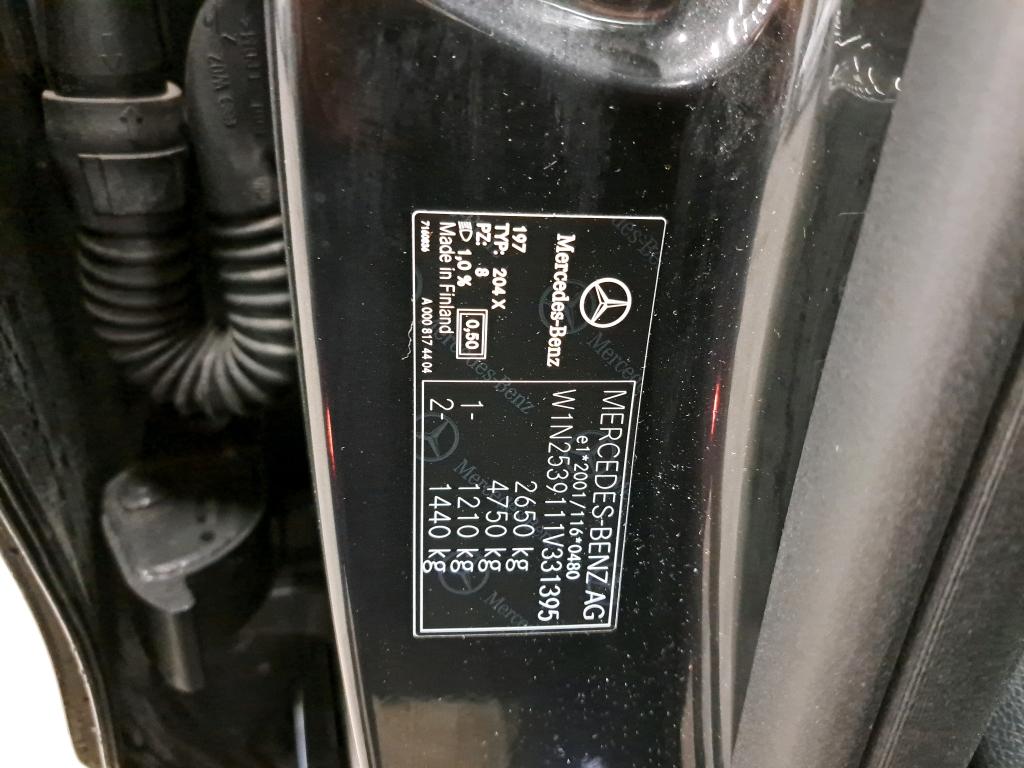 Mercedes-Benz
197
TYP: 204 X
PZ: 8
1,0 %
0,50
Made in Finland
A 000 817 44 04
MERCEDES-BENZ AG
e1*2001/116*0480
W1N2539111V331395
2650 kg
4750 kg
1- 1210 kg
2- 1440 kg